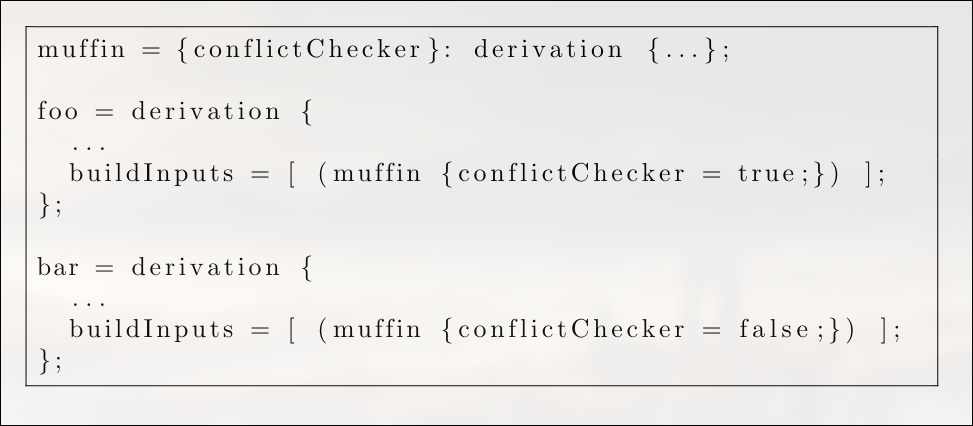 muffin = {conflictChecker}: derivation {...};
foo = derivation {
...
buildInputs = [ (muffin {conflictChecker = true;}) ];
};
bar = derivation {
...
buildInputs = [ (muffin {conflictChecker = false;}) ];
};